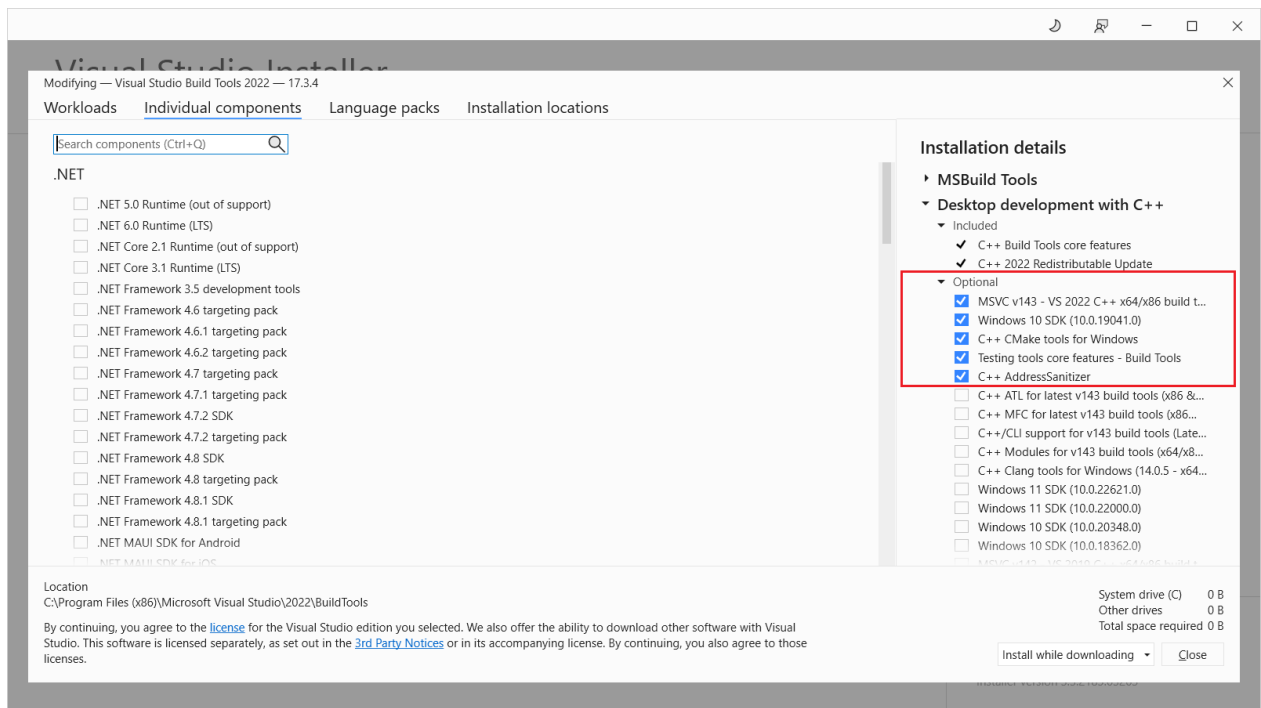 Visual Studio Installer
Modifying — Visual Studio Build Tools 2022 — 17.3.4
Workloads Individual components Language packs Installation locations
Search components (Ctrl+Q)
.NET
.NET 5.0 Runtime (out of support)
.NET 6.0 Runtime (LTS)
.NET Core 2.1 Runtime (out of support)
.NET Core 3.1 Runtime (LTS)
.NET Framework 3.5 development tools
.NET Framework 4.6 targeting pack
.NET Framework 4.6.1 targeting pack
.NET Framework 4.6.2 targeting pack
.NET Framework 4.7 targeting pack
.NET Framework 4.7.1 targeting pack
.NET Framework 4.7.2 SDK
.NET Framework 4.7.2 targeting pack
.NET Framework 4.8 SDK
.NET Framework 4.8 targeting pack
.NET Framework 4.8.1 SDK
.NET Framework 4.8.1 targeting pack
.NET MAUI SDK for Android
.NET MAUI SDK for iOS
Installation details
MSBuild Tools
Desktop development with C++
Included
C++ Build Tools core features
C++ 2022 Redistributable Update
Optional
MSVC v143 - VS 2022 C++ x64/x86 build t...
Windows 10 SDK (10.0.19041.0)
C++ CMake tools for Windows
Testing tools core features - Build Tools
C++ AddressSanitizer
C++ ATL for latest v143 build tools (x86 &...
C++ MFC for latest v143 build tools (x86...
C++/CLI support for v143 build tools (Late...
C++ Modules for v143 build tools (x64/x8...
C++ Clang tools for Windows (14.0.5 - x64...
Windows 11 SDK (10.0.22621.0)
Windows 11 SDK (10.0.22000.0)
Windows 10 SDK (10.0.20348.0)
Windows 10 SDK (10.0.18362.0)
Location
C:\Program Files (x86)\Microsoft Visual Studio\2022\BuildTools
By continuing, you agree to the license for the Visual Studio edition you selected. We also offer the ability to download other software with Visual
Studio. This software is licensed separately, as set out in the 3rd Party Notices or in its accompanying license. By continuing, you also agree to those
licenses.
System drive (C) 0 B
Other drives 0 B
Total space required 0 B
Install while downloading Close